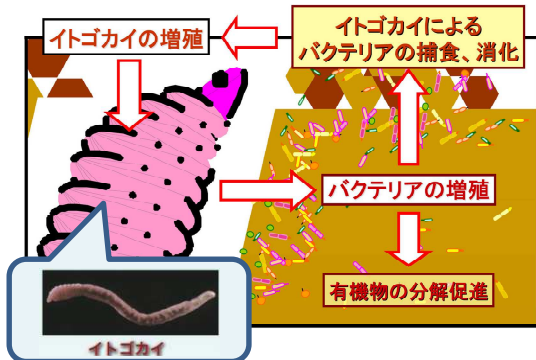 イトゴカイの増殖
イトゴカイによる
バクテリアの捕食、消化
バクテリアの増殖
有機物の分解促進
イトゴカイ